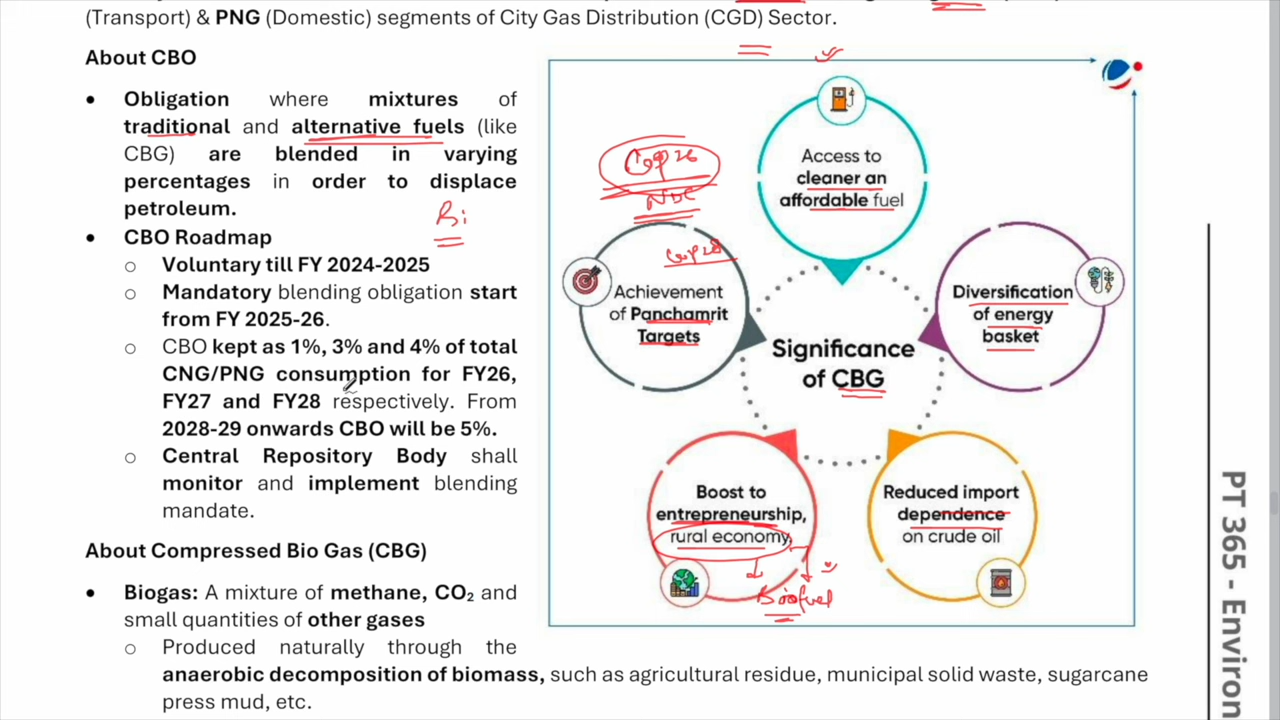 (Transport) & PNG (Domestic) segments of City Gas Distribution (CGD) Sector.
About CBO
• Obligation where mixtures of
traditional and alternative fuels (like
CBG) are blended in varying
percentages in order to displace
petroleum.
Bi
• CBO Roadmap
○ Voluntary till FY 2024-2025
○ Mandatory blending obligation start
from FY 2025-26.
○ CBO kept as 1%, 3% and 4% of total
CNG/PNG consumption for FY26,
FY27 and FY28 respectively. From
2028-29 onwards CBO will be 5%.
○ Central Repository Body shall
monitor and implement blending
mandate.
Access to
cleaner an
affordable fuel
Cop 26
NDC
Cop 28
Achievement
of Panchamrit
Targets
Diversification
of energy
basket
Significance
of CBG
Boost to
entrepreneurship,
rural economy
Biofuel
Reduced import
dependence
on crude oil
About Compressed Bio Gas (CBG)
• Biogas: A mixture of methane, CO₂ and
small quantities of other gases
○ Produced naturally through the
anaerobic decomposition of biomass, such as agricultural residue, municipal solid waste, sugarcane
press mud, etc.
PT 365 - Environ